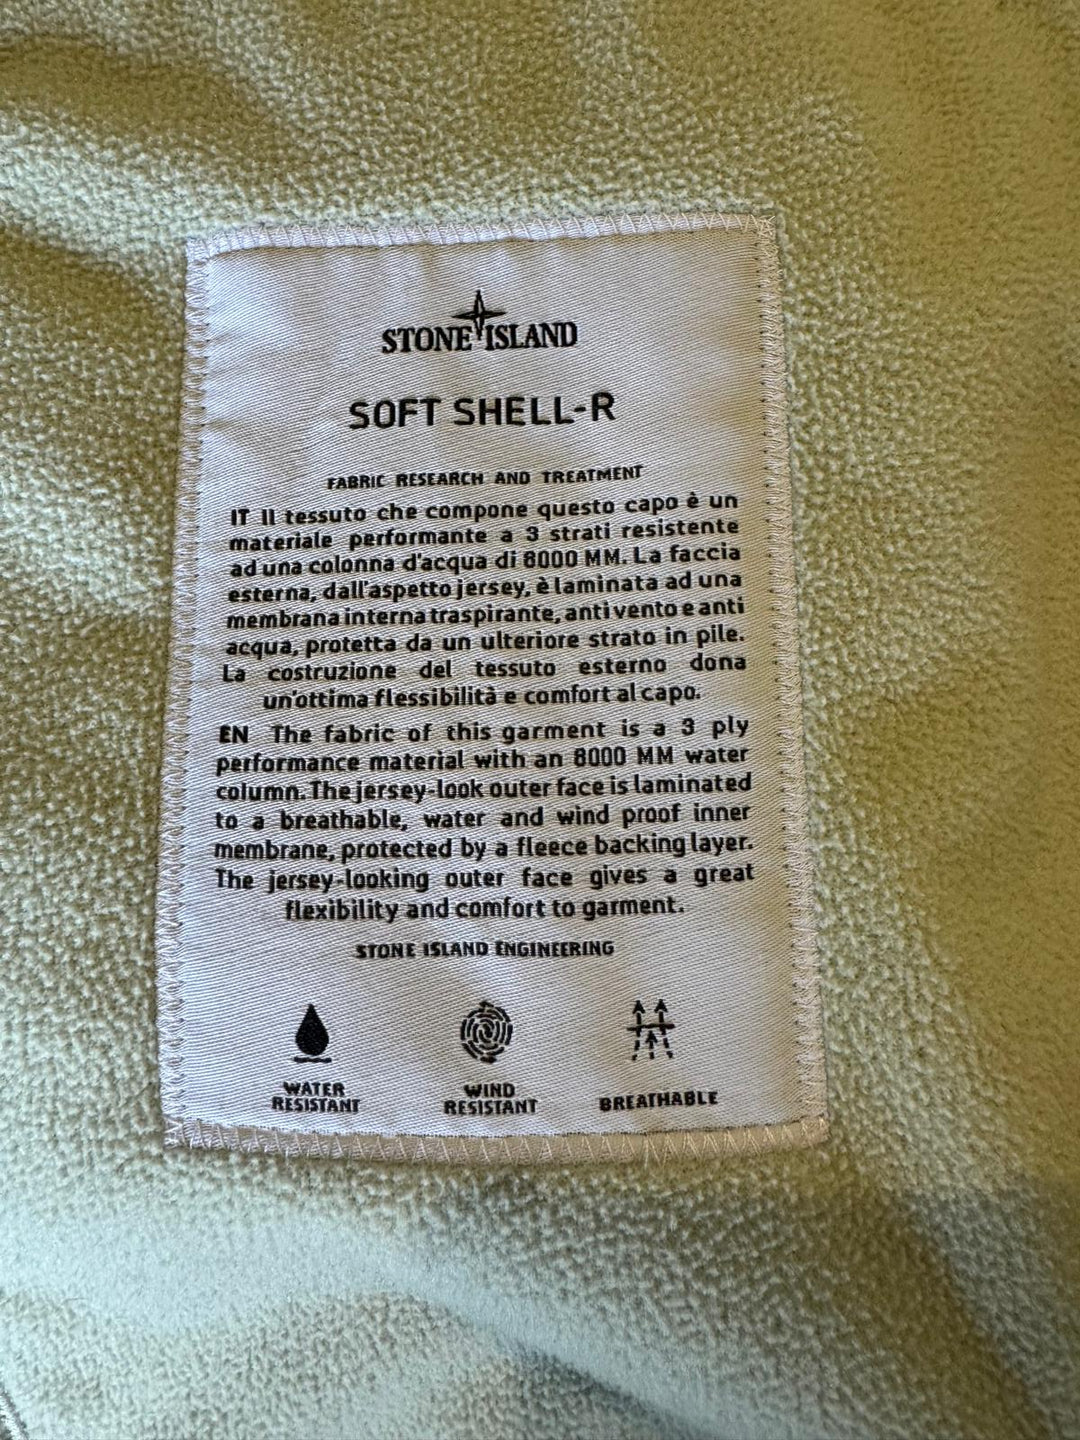 STONE ISLAND
SOFT SHELL-R
FABRIC RESEARCH AND TREATMENT
IT Il tessuto che compone questo capo è un
materiale performante a 3 strati resistente
ad una colonna d'acqua di 8000 MM. La faccia
esterna, dall'aspetto jersey, è laminata ad una
membrana interna traspirante, anti vento e anti
acqua, protetta da un ulteriore strato in pile.
La costruzione del tessuto esterno dona
un'ottima flessibilità e comfort al capo.
EN The fabric of this garment is a 3 ply
performance material with an 8000 MM water
column. The jersey-look outer face is laminated
to a breathable, water and wind proof inner
membrane, protected by a fleece backing layer.
The jersey-looking outer face gives a great
flexibility and comfort to garment.
STONE ISLAND ENGINEERING
WATER
RESISTANT
WIND
RESISTANT
BREATHABLE